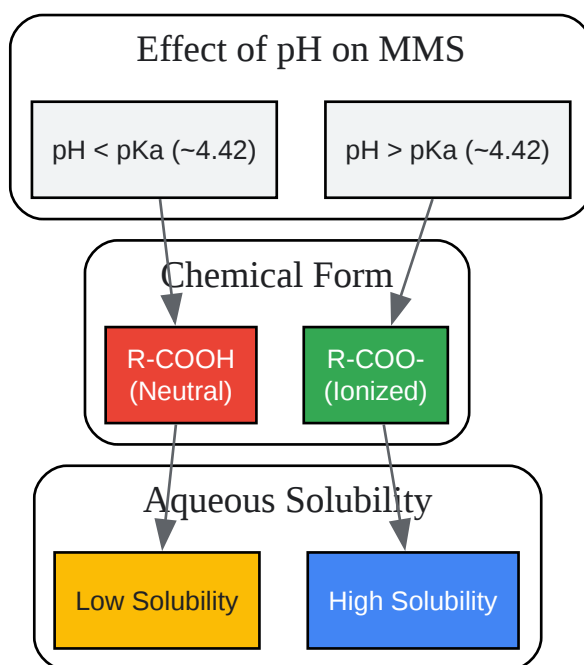 Effect of pH on MMS
pH < pKa (~4.42)
pH > pKa (~4.42)
Chemical Form
R-COOH
(Neutral)
R-COO-
(Ionized)
Aqueous Solubility
Low Solubility
High Solubility